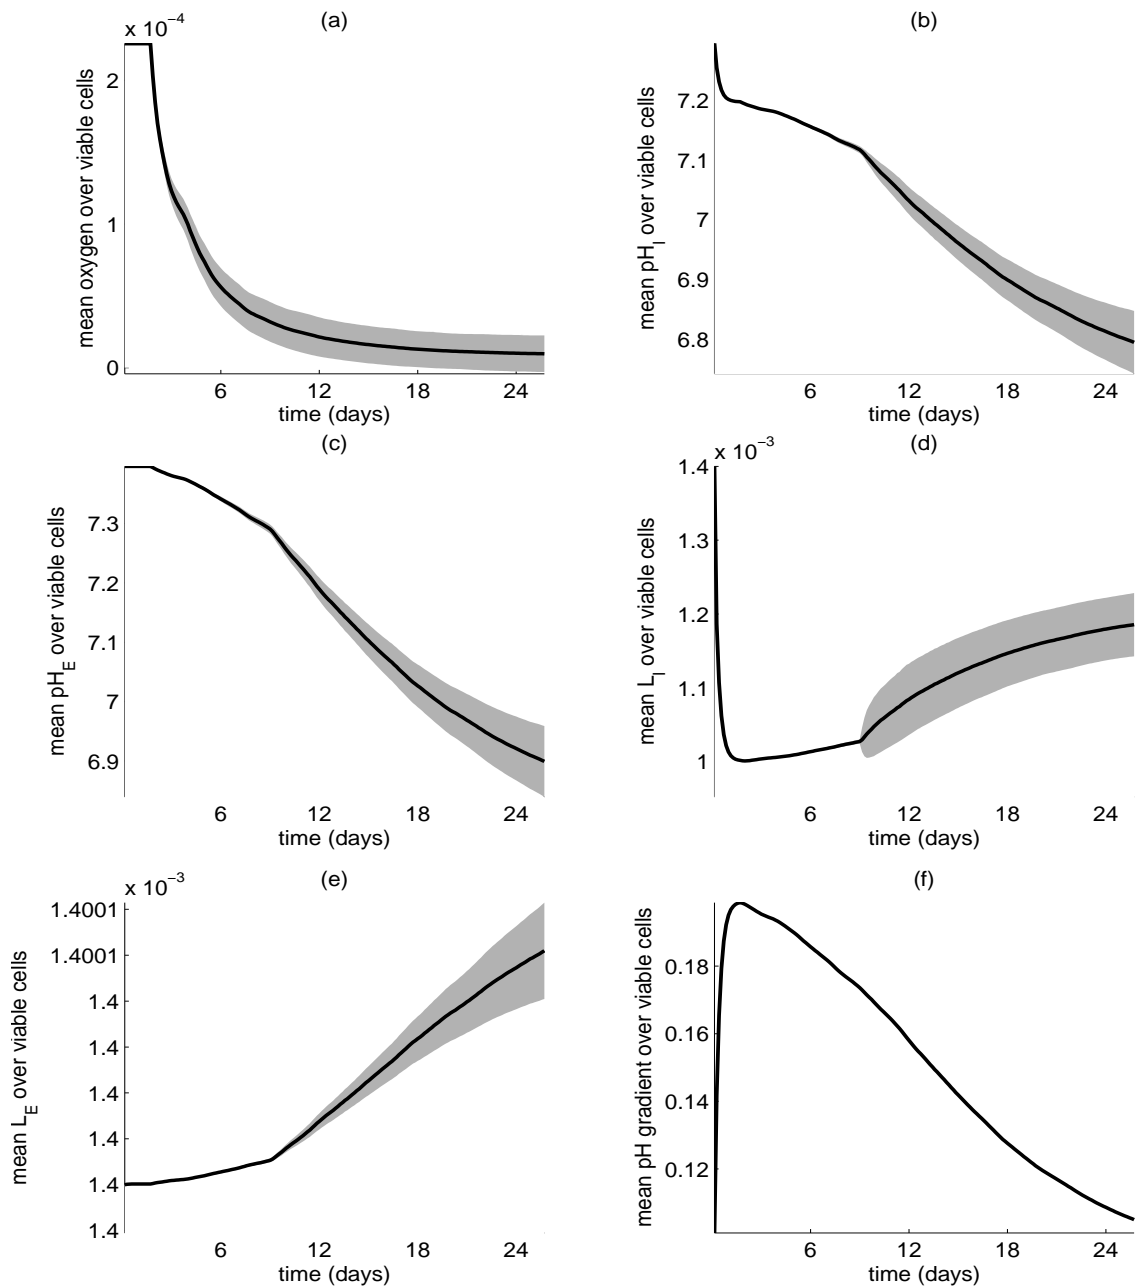 (a)
x 10⁻⁴
2
1
0
mean oxygen over viable cells
6 12 18 24
time (days)
(b)
7.2
7.1
7
6.9
6.8
mean pH_I over viable cells
6 12 18 24
time (days)
(c)
7.3
7.2
7.1
7
6.9
mean pH_E over viable cells
6 12 18 24
time (days)
(d)
x 10⁻³
1.4
1.3
1.2
1.1
1
mean L_I over viable cells
6 12 18 24
time (days)
(e)
x 10⁻³
1.4001
1.4001
1.4
1.4
1.4
1.4
1.4
1.4
mean L_E over viable cells
6 12 18 24
time (days)
(f)
0.18
0.16
0.14
0.12
mean pH gradient over viable cells
6 12 18 24
time (days)